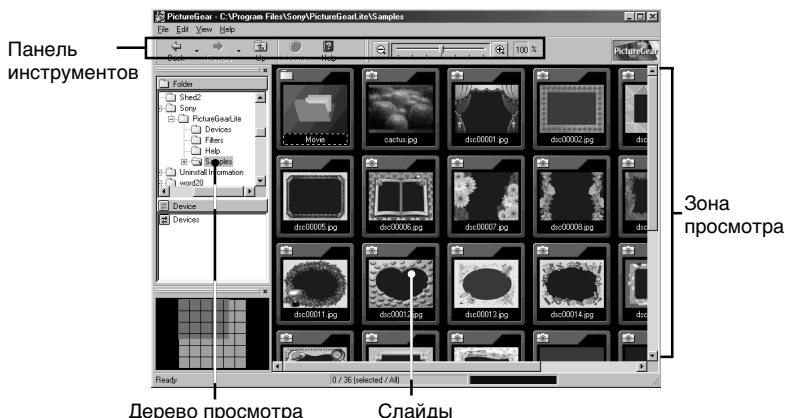 PictureGear - C:\Program Files\Sony\PictureGearLite\Samples
File Edit View Help
Панель
инструментов
Back
Up
Help
100 %
PictureGear
Folder
Shed2
Sony
PictureGearLite
Devices
Filters
Help
Samples
Uninstall Information
word20
Device
Devices
Movie
cactus.jpg
dsc00001.jpg
dsc00002.jpg
dsc00005.jpg
dsc00006.jpg
dsc00007.jpg
dsc00008.jpg
dsc00011.jpg
dsc00012.jpg
dsc00013.jpg
dsc00014.jpg
Зона
просмотра
Ready
0 / 36 (selected / All)
Дерево просмотра
Слайды